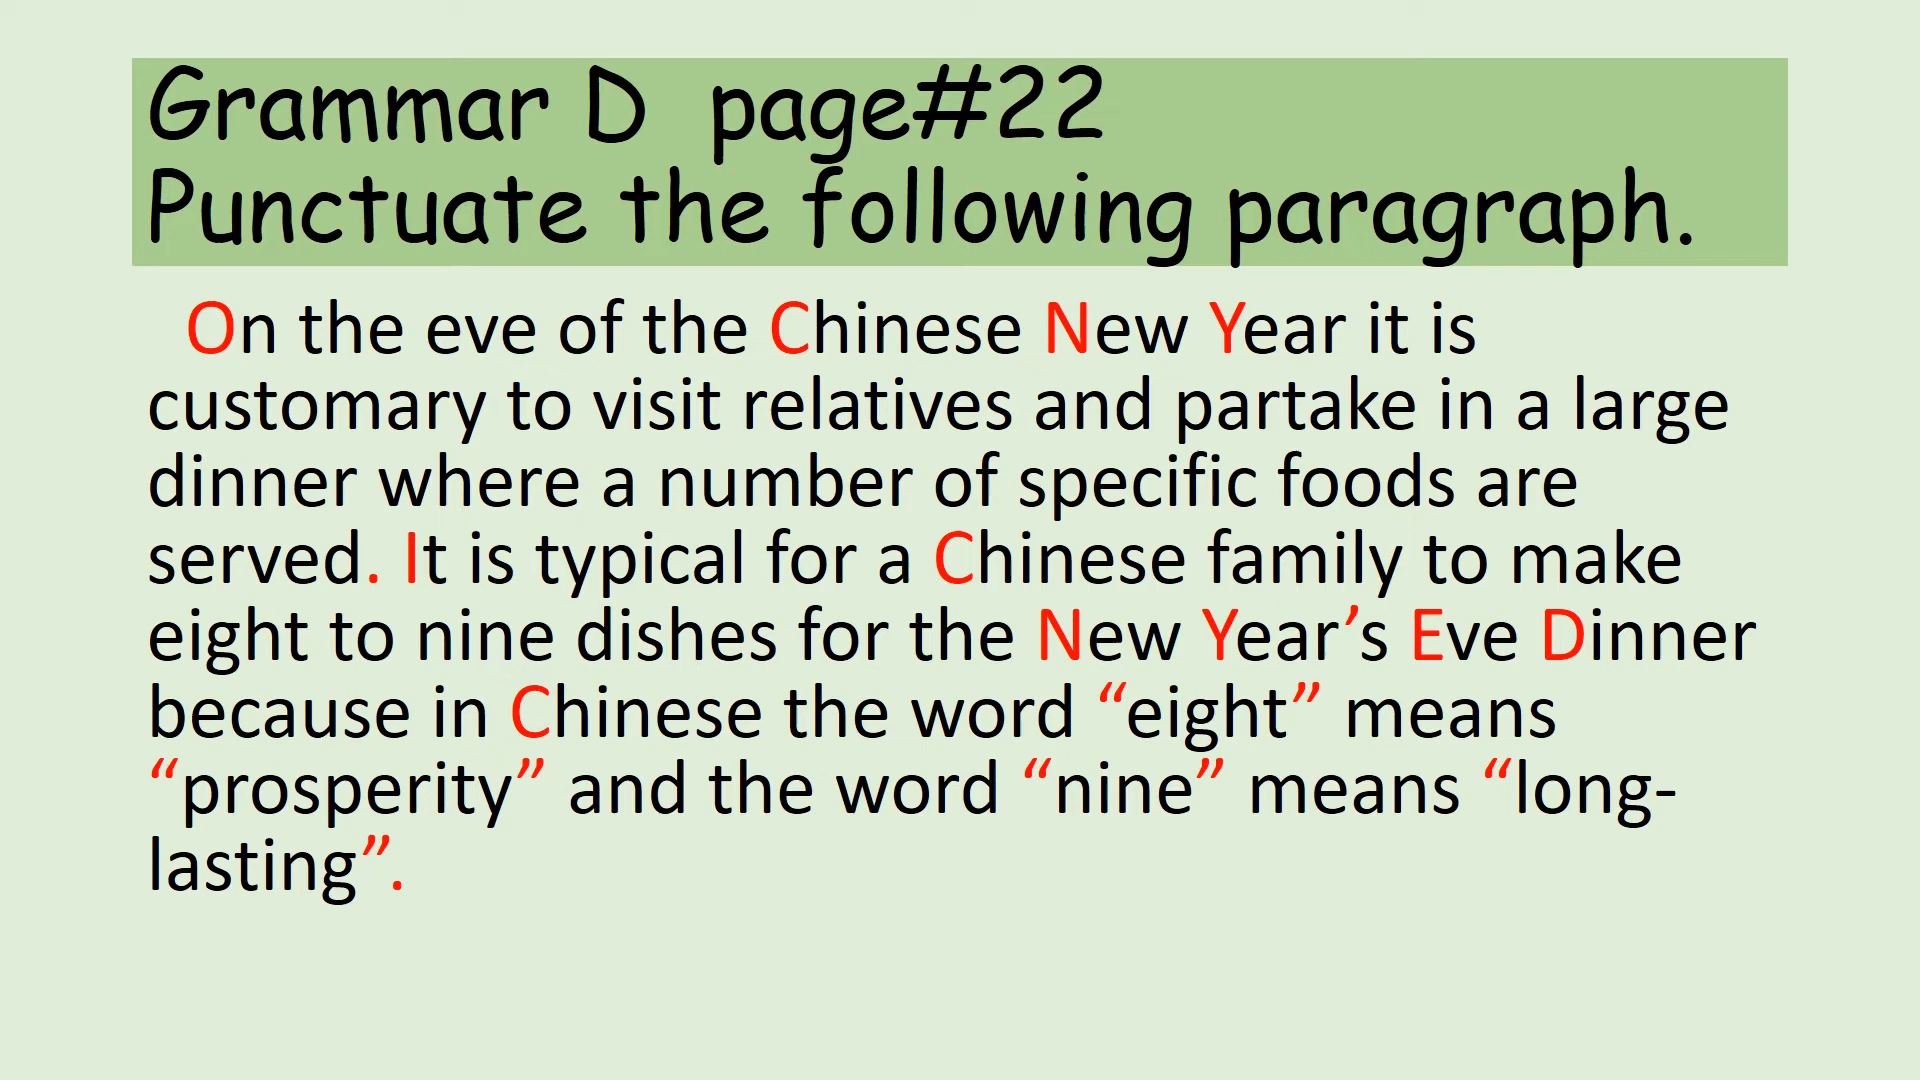 Grammar D  page#22
Punctuate the following paragraph.
On the eve of the Chinese New Year it is
customary to visit relatives and partake in a large
dinner where a number of specific foods are
served. It is typical for a Chinese family to make
eight to nine dishes for the New Year’s Eve Dinner
because in Chinese the word “eight” means
“prosperity” and the word “nine” means “long-
lasting”.